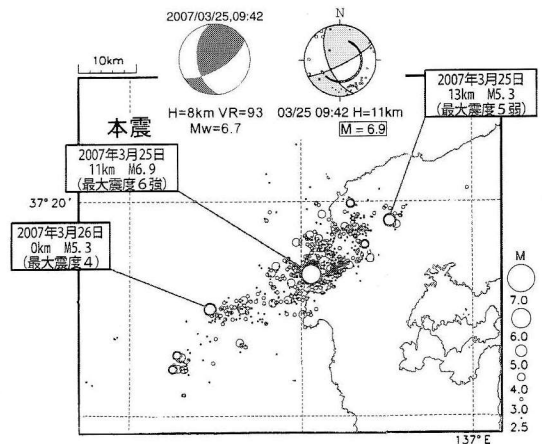 2007/03/25,09:42
N
10km
H=8km VR=93
Mw=6.7
03/25 09:42 H=11km
M = 6.9
2007年3月25日
13km M5.3
(最大震度5弱)
本震
2007年3月25日
11km M6.9
(最大震度6強)
37°20'
2007年3月26日
0km M5.3
(最大震度4)
M
7.0
6.0
5.0
4.0
3.0
2.5
137°E